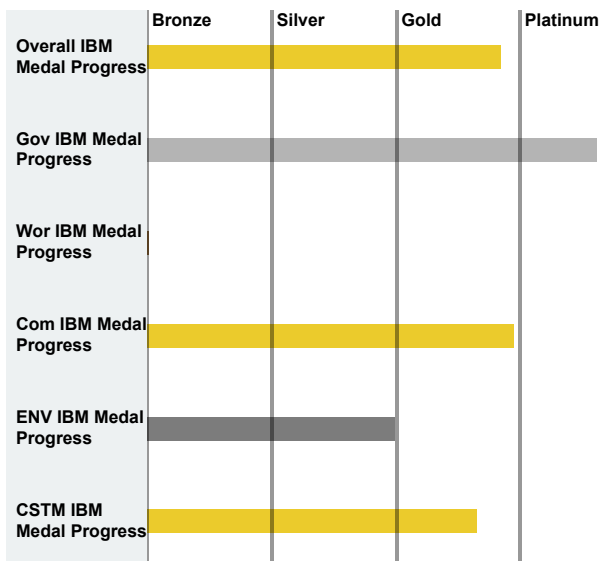 Bronze Silver Gold Platinum
Overall IBM
Medal Progress
Gov IBM Medal
Progress
Wor IBM Medal
Progress
Com IBM Medal
Progress
ENV IBM Medal
Progress
CSTM IBM
Medal Progress